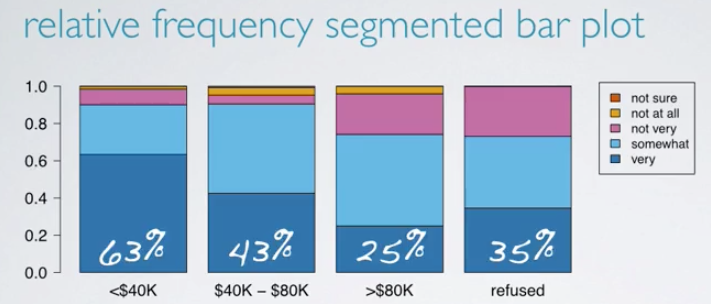 relative frequency segmented bar plot
1.0
0.8
0.6
0.4
0.2
0.0
not sure
not at all
not very
somewhat
very
63% 43% 25% 35%
<$40K $40K – $80K >$80K refused